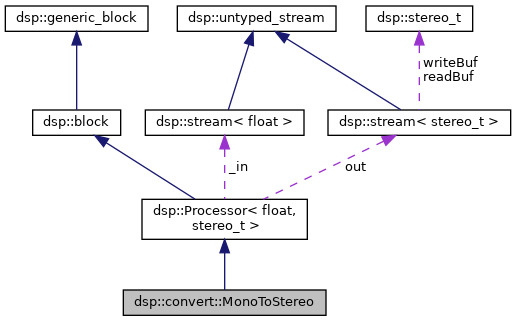 dsp::generic_block
dsp::untyped_stream
dsp::stereo_t
writeBuf
readBuf
dsp::block
dsp::stream< float >
dsp::stream< stereo_t >
_in
out
dsp::Processor< float,
stereo_t >
dsp::convert::MonoToStereo